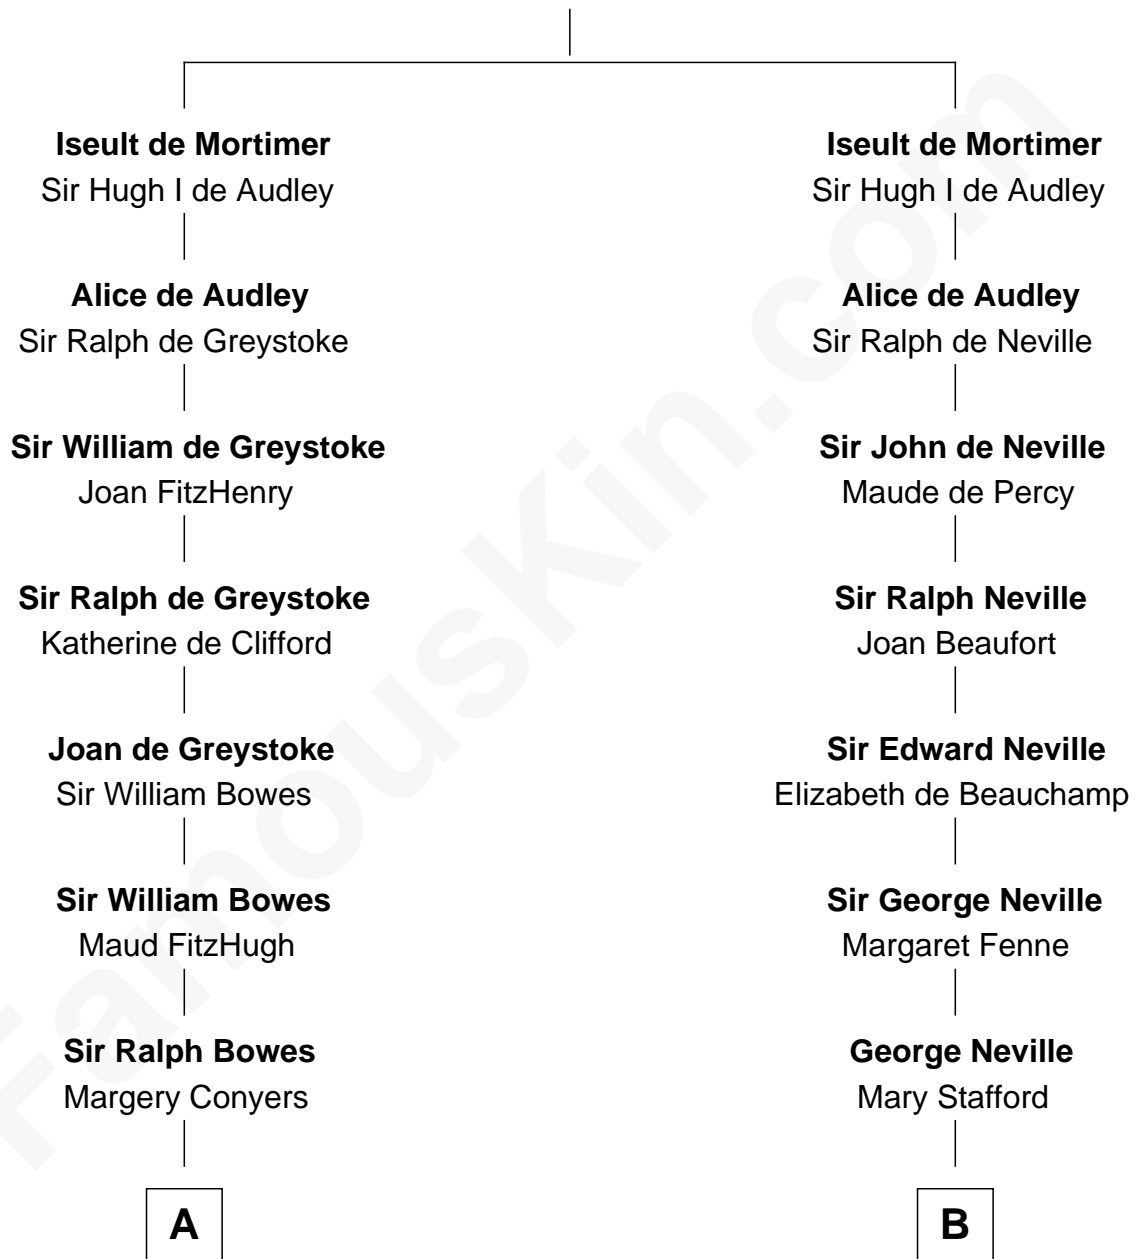 Iseult de Mortimer
Sir Hugh I de Audley
Alice de Audley
Sir Ralph de Greystoke
Sir William de Greystoke
Joan FitzHenry
Sir Ralph de Greystoke
Katherine de Clifford
Joan de Greystoke
Sir William Bowes
Sir William Bowes
Maud FitzHugh
Sir Ralph Bowes
Margery Conyers
A
Iseult de Mortimer
Sir Hugh I de Audley
Alice de Audley
Sir Ralph de Neville
Sir John de Neville
Maude de Percy
Sir Ralph Neville
Joan Beaufort
Sir Edward Neville
Elizabeth de Beauchamp
Sir George Neville
Margaret Fenne
George Neville
Mary Stafford
B
FamousKin.com